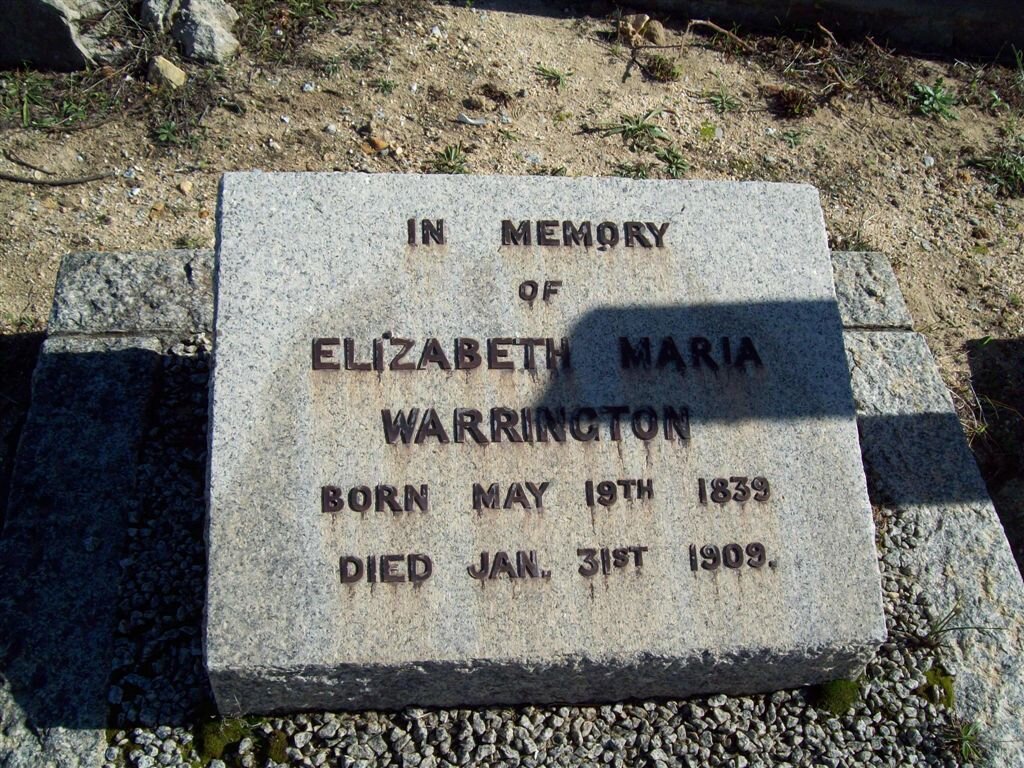 IN MEMORY
OF
ELIZABETH MARIA
WARRINGTON
BORN MAY 19TH 1839
DIED JAN. 31ST 1909.